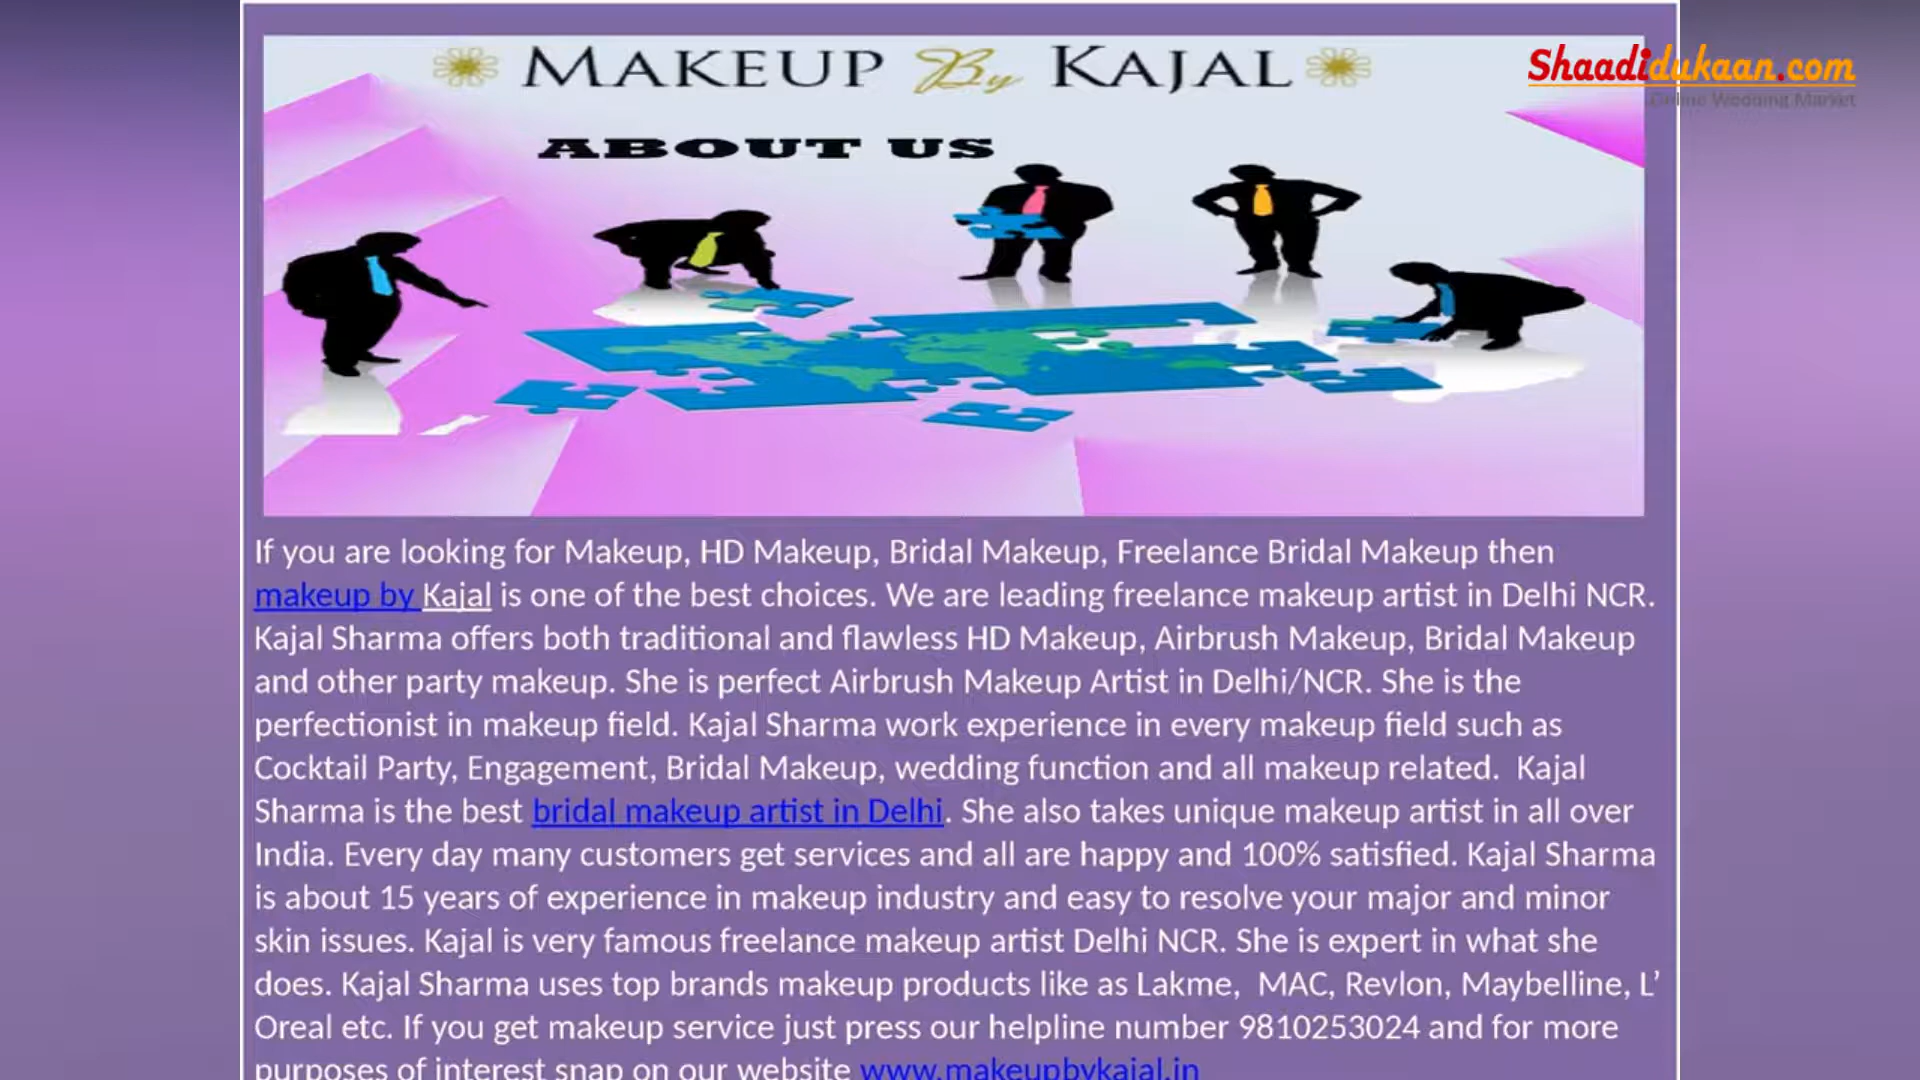 MAKEUP By KAJAL
Shaadidukaan.com
Online Wedding Market
ABOUT US
If you are looking for Makeup, HD Makeup, Bridal Makeup, Freelance Bridal Makeup then
makeup by Kajal is one of the best choices. We are leading freelance makeup artist in Delhi NCR.
Kajal Sharma offers both traditional and flawless HD Makeup, Airbrush Makeup, Bridal Makeup
and other party makeup. She is perfect Airbrush Makeup Artist in Delhi/NCR. She is the
perfectionist in makeup field. Kajal Sharma work experience in every makeup field such as
Cocktail Party, Engagement, Bridal Makeup, wedding function and all makeup related.  Kajal
Sharma is the best bridal makeup artist in Delhi. She also takes unique makeup artist in all over
India. Every day many customers get services and all are happy and 100% satisfied. Kajal Sharma
is about 15 years of experience in makeup industry and easy to resolve your major and minor
skin issues. Kajal is very famous freelance makeup artist Delhi NCR. She is expert in what she
does. Kajal Sharma uses top brands makeup products like as Lakme,  MAC, Revlon, Maybelline, L’
Oreal etc. If you get makeup service just press our helpline number 9810253024 and for more
purposes of interest snap on our website www.makeupbykajal.in